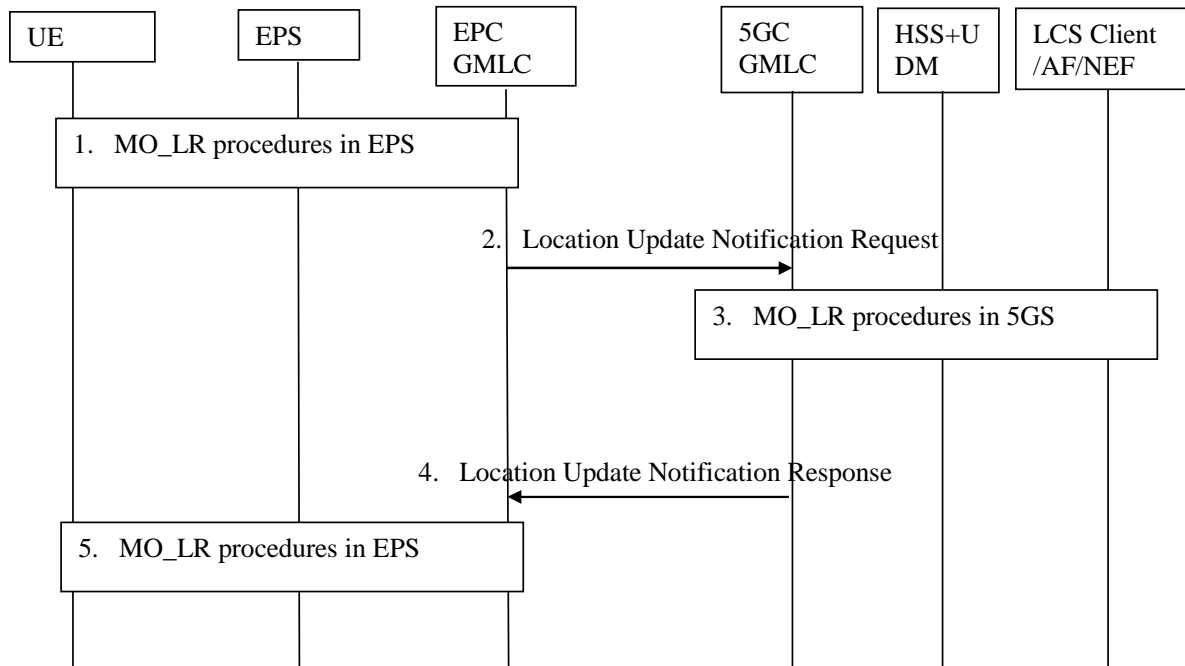 UE
EPS
EPC
GMLC
5GC
GMLC
HSS+U
DM
LCS Client
/AF/NEF
1. MO_LR procedures in EPS
2. Location Update Notification Request
3. MO_LR procedures in 5GS
4. Location Update Notification Response
5. MO_LR procedures in EPS